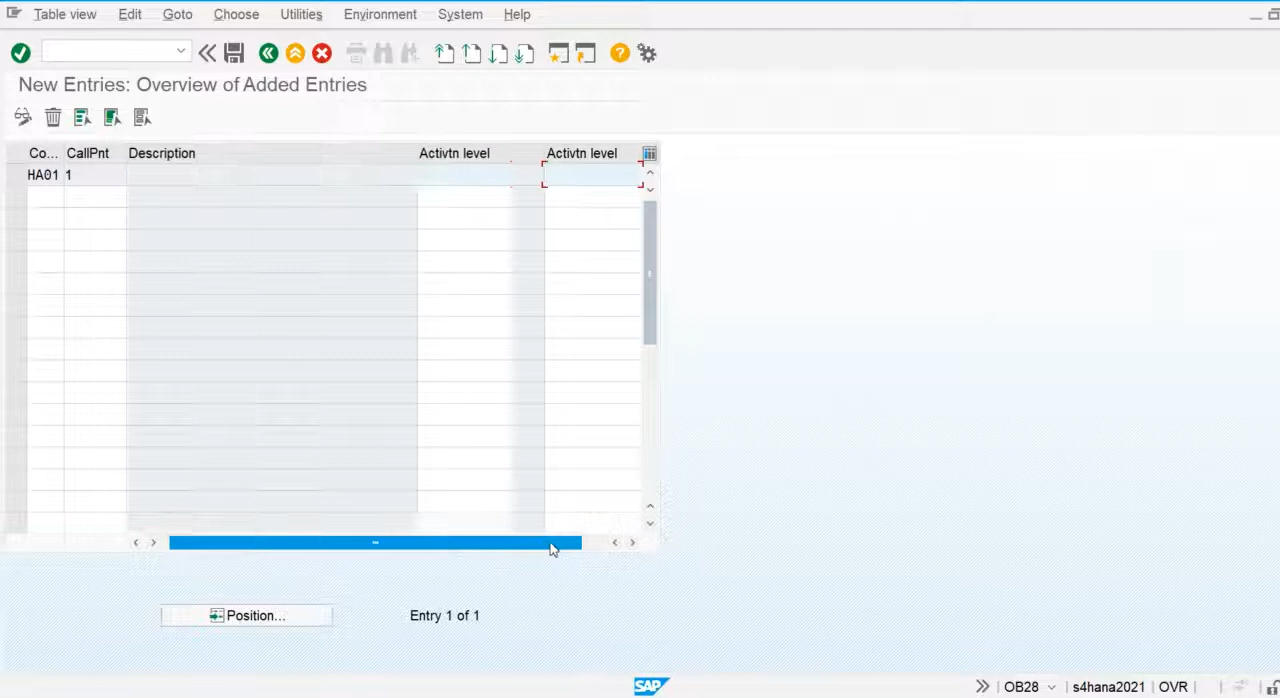 Table view Edit Goto Choose Utilities Environment System Help
New Entries: Overview of Added Entries
Co... CallPnt Description Activtn level Activtn level
HA01 1
Position... Entry 1 of 1
SAP OB28 s4hana2021 OVR